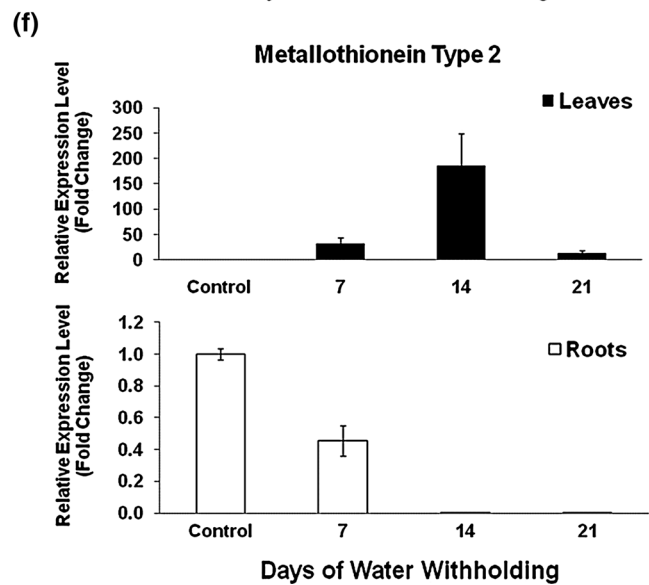 (f)
Metallothionein Type 2
Relative Expression Level
(Fold Change)
300
250
200
150
100
50
0
Leaves
Control 7 14 21
Relative Expression Level
(Fold Change)
1.2
1.0
0.8
0.6
0.4
0.2
0.0
Roots
Control 7 14 21
Days of Water Withholding